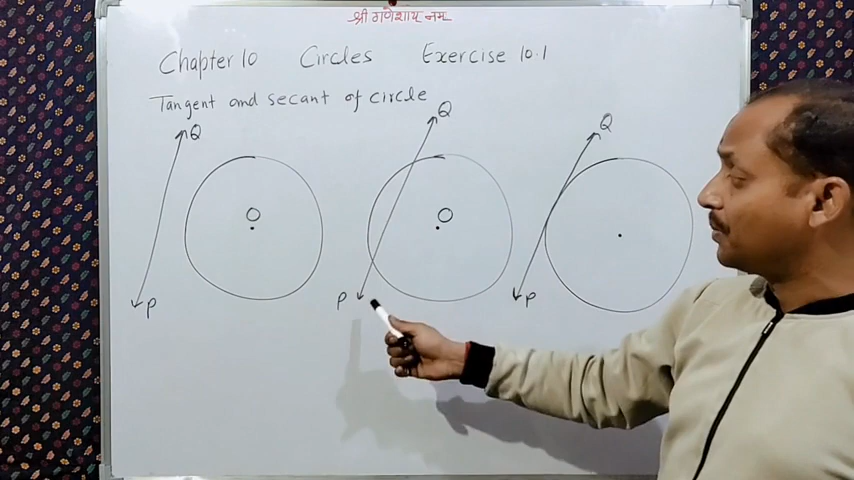 श्री गणेशाय नमः
Chapter 10 Circles Exercise 10.1
Tangent and secant of circle
Q
O
P
Q
O
P
Q
P